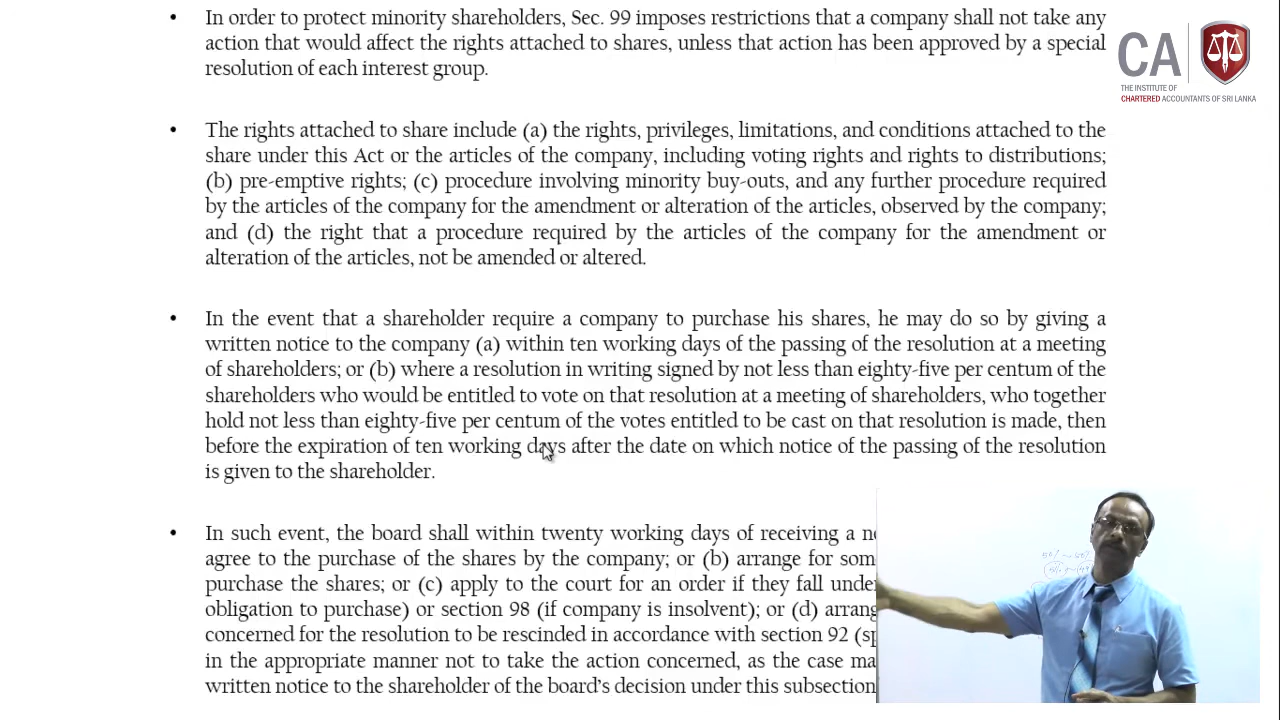 • In order to protect minority shareholders, Sec. 99 imposes restrictions that a company shall not take any
action that would affect the rights attached to shares, unless that action has been approved by a special
resolution of each interest group.
CA
THE INSTITUTE OF
CHARTERED ACCOUNTANTS OF SRI LANKA
• The rights attached to share include (a) the rights, privileges, limitations, and conditions attached to the
share under this Act or the articles of the company, including voting rights and rights to distributions;
(b) pre-emptive rights; (c) procedure involving minority buy-outs, and any further procedure required
by the articles of the company for the amendment or alteration of the articles, observed by the company;
and (d) the right that a procedure required by the articles of the company for the amendment or
alteration of the articles, not be amended or altered.
• In the event that a shareholder require a company to purchase his shares, he may do so by giving a
written notice to the company (a) within ten working days of the passing of the resolution at a meeting
of shareholders; or (b) where a resolution in writing signed by not less than eighty-five per centum of the
shareholders who would be entitled to vote on that resolution at a meeting of shareholders, who together
hold not less than eighty-five per centum of the votes entitled to be cast on that resolution is made, then
before the expiration of ten working days after the date on which notice of the passing of the resolution
is given to the shareholder.
• In such event, the board shall within twenty working days of receiving a
agree to the purchase of the shares by the company; or (b) arrange for
purchase the shares; or (c) apply to the court for an order if they fall
obligation to purchase) or section 98 (if company is insolvent); or (d)
concerned for the resolution to be rescinded in accordance with section 92
in the appropriate manner not to take the action concerned, as the case
written notice to the shareholder of the board's decision under this subsection